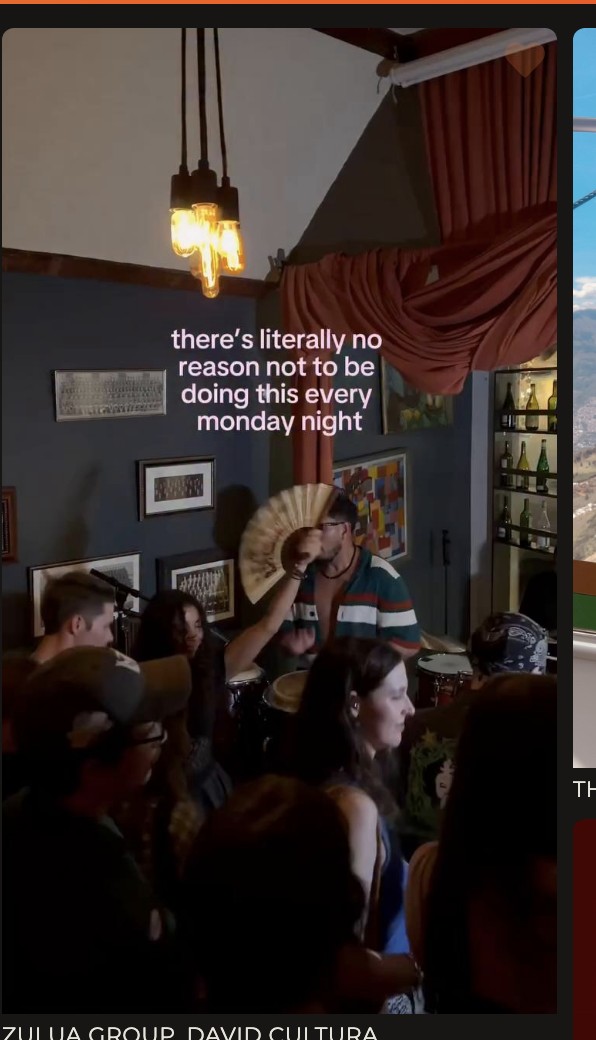 there's literally no
reason not to be
doing this every
monday night
ZULUA GROUP, DAVID CULTURA
TH